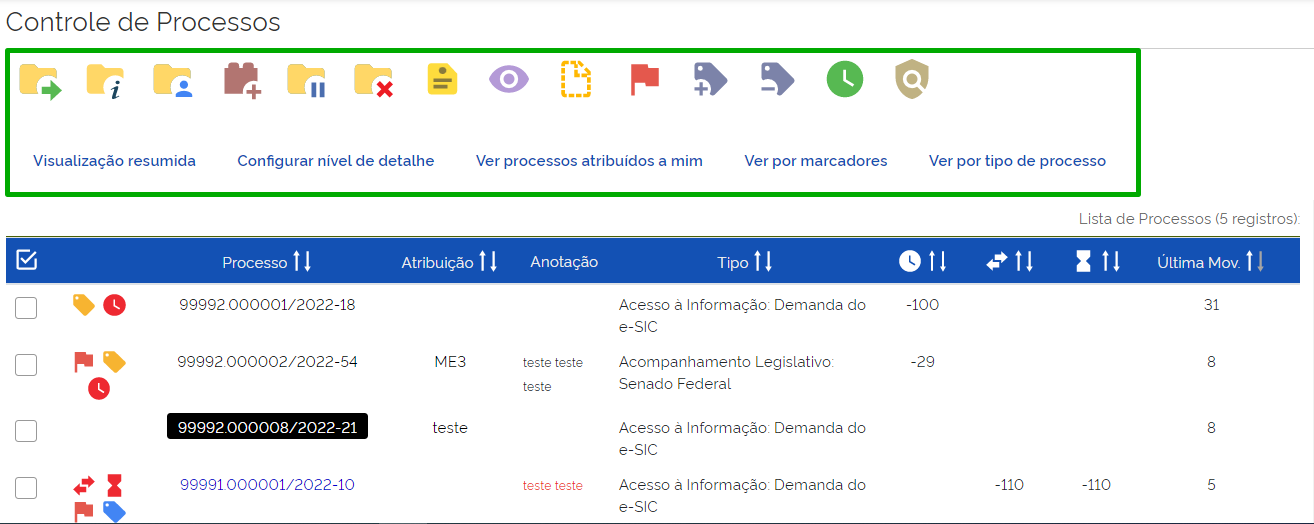 Controle de Processos
Visualização resumida Configurar nível de detalhe Ver processos atribuídos a mim Ver por marcadores Ver por tipo de processo
Lista de Processos (5 registros):
Processo Atribuição Anotação Tipo Última Mov.
99992.000001/2022-18 Acesso à Informação: Demanda do -100 31
e-SIC
99992.000002/2022-54 ME3 teste teste Acompanhamento Legislativo: -29 8
teste Senado Federal
99992.000008/2022-21 teste Acesso à Informação: Demanda do 8
e-SIC
99991.000001/2022-10 teste teste Acesso à Informação: Demanda do -110 -110 5
e-SIC